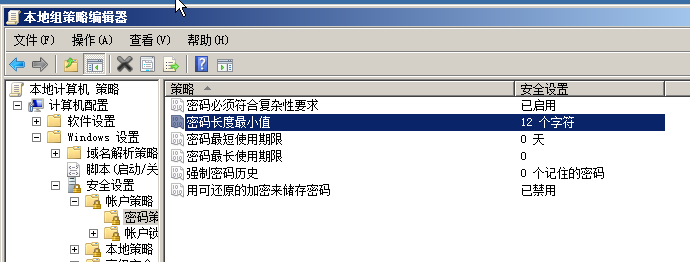 本地组策略编辑器
文件(F) 操作(A) 查看(V) 帮助(H)
本地计算机 策略
计算机配置
软件设置
Windows 设置
域名解析策略
脚本(启动/关
安全设置
帐户策略
密码策
帐户锁
本地策略
策略 安全设置
密码必须符合复杂性要求 已启用
密码长度最小值 12 个字符
密码最短使用期限 0 天
密码最长使用期限 0
强制密码历史 0 个记住的密码
用可还原的加密来储存密码 已禁用